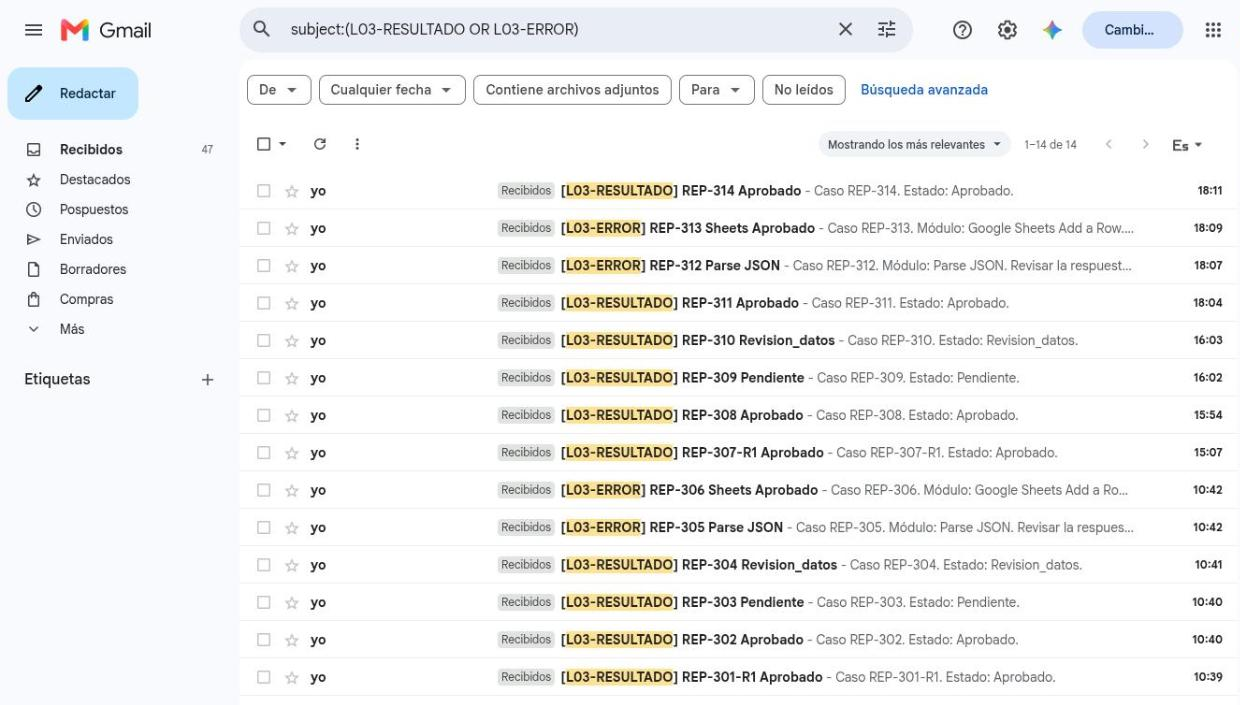 Gmail
subject:(L03-RESULTADO OR L03-ERROR)
Cambi...
Redactar
De
Cualquier fecha
Contiene archivos adjuntos
Para
No leídos
Búsqueda avanzada
Recibidos 47
Destacados
Pospuestos
Enviados
Borradores
Compras
Más
Etiquetas
Mostrando los más relevantes 1–14 de 14 Es
yo Recibidos [L03-RESULTADO] REP-314 Aprobado - Caso REP-314. Estado: Aprobado. 18:11
yo Recibidos [L03-ERROR] REP-313 Sheets Aprobado - Caso REP-313. Módulo: Google Sheets Add a Row.... 18:09
yo Recibidos [L03-ERROR] REP-312 Parse JSON - Caso REP-312. Módulo: Parse JSON. Revisar la respuest... 18:07
yo Recibidos [L03-RESULTADO] REP-311 Aprobado - Caso REP-311. Estado: Aprobado. 18:04
yo Recibidos [L03-RESULTADO] REP-310 Revision_datos - Caso REP-310. Estado: Revision_datos. 16:03
yo Recibidos [L03-RESULTADO] REP-309 Pendiente - Caso REP-309. Estado: Pendiente. 16:02
yo Recibidos [L03-RESULTADO] REP-308 Aprobado - Caso REP-308. Estado: Aprobado. 15:54
yo Recibidos [L03-RESULTADO] REP-307-R1 Aprobado - Caso REP-307-R1. Estado: Aprobado. 15:07
yo Recibidos [L03-ERROR] REP-306 Sheets Aprobado - Caso REP-306. Módulo: Google Sheets Add a Ro... 10:42
yo Recibidos [L03-ERROR] REP-305 Parse JSON - Caso REP-305. Módulo: Parse JSON. Revisar la respues... 10:42
yo Recibidos [L03-RESULTADO] REP-304 Revision_datos - Caso REP-304. Estado: Revision_datos. 10:41
yo Recibidos [L03-RESULTADO] REP-303 Pendiente - Caso REP-303. Estado: Pendiente. 10:40
yo Recibidos [L03-RESULTADO] REP-302 Aprobado - Caso REP-302. Estado: Aprobado. 10:40
yo Recibidos [L03-RESULTADO] REP-301-R1 Aprobado - Caso REP-301-R1. Estado: Aprobado. 10:39